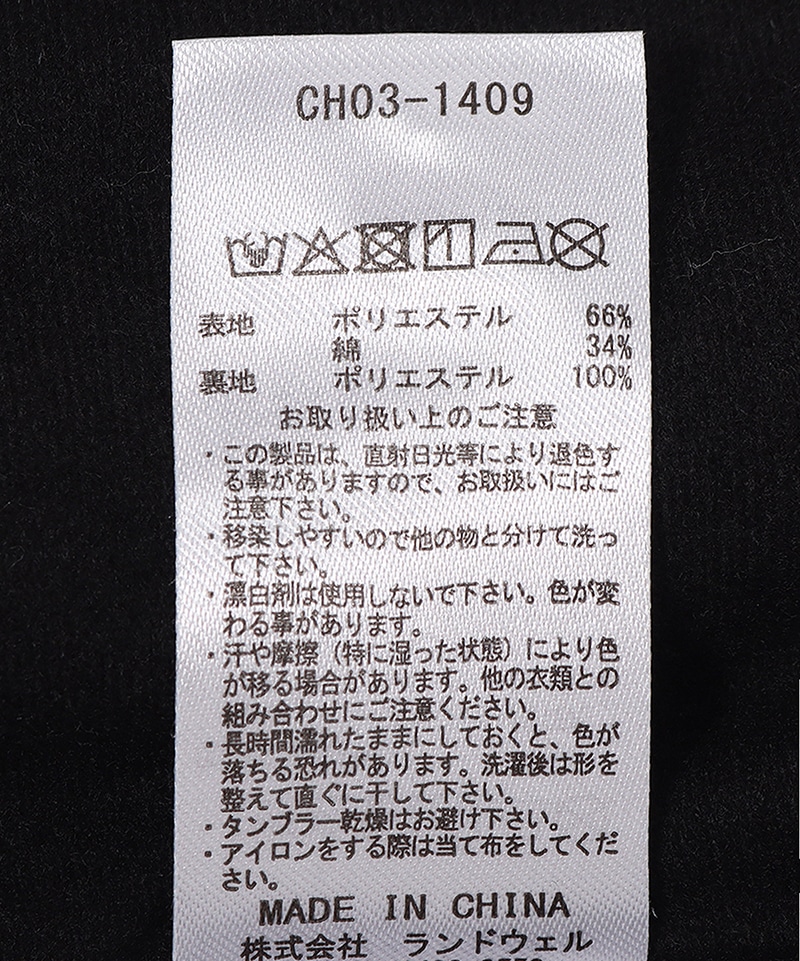 CH03-1409
表地 ポリエステル 66%
綿 34%
裏地 ポリエステル 100%
お取り扱い上のご注意
・この製品は、直射日光等により退色す
る事がありますので、お取扱いにはご
注意下さい。
・移染しやすいので他の物と分けて洗っ
て下さい。
・漂白剤は使用しないで下さい。色が変
わる事があります。
・汗や摩擦（特に湿った状態）により色
が移る場合があります。他の衣類との
組み合わせにご注意ください。
・長時間濡れたままにしておくと、色が
落ちる恐れがあります。洗濯後は形を
整えて直ぐに干して下さい。
・タンブラー乾燥はお避け下さい。
・アイロンをする際は当て布をしてくだ
さい。
MADE IN CHINA
株式会社 ランドウェル